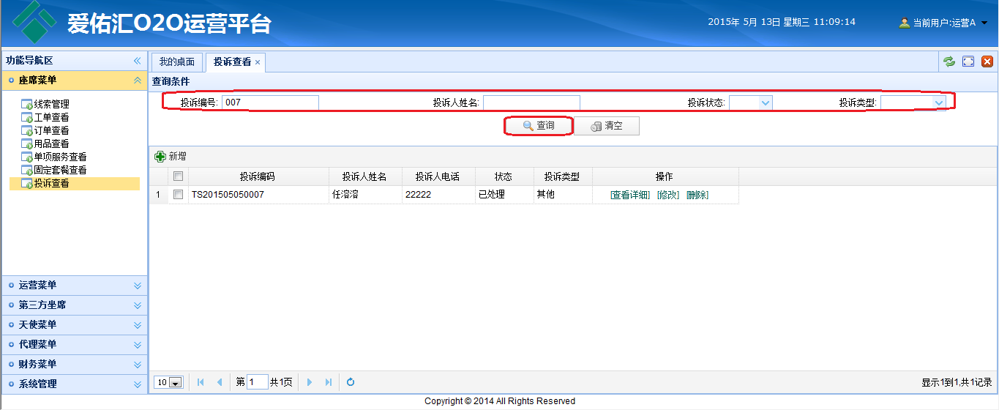 爱佑汇O2O运营平台
2015年 5月 13日 星期三 11:09:14
当前用户:运营A
功能导航区
我的桌面 投诉查看
座席菜单
查询条件
线索管理
工单查看
订单查看
用品查看
单项服务查看
固定套餐查看
投诉查看
投诉编号: 007 投诉人姓名: 投诉状态: 投诉类型:
查询 清空
新增
投诉编码 投诉人姓名 投诉人电话 状态 投诉类型 操作
1 TS201505050007 任溶溶 22222 已处理 其他 [查看详细] [修改] [删除]
运营菜单
第三方坐席
天使菜单
代理菜单
财务菜单
系统管理
10 第 1 共1页 显示1到1,共1记录
Copyright © 2014 All Rights Reserved